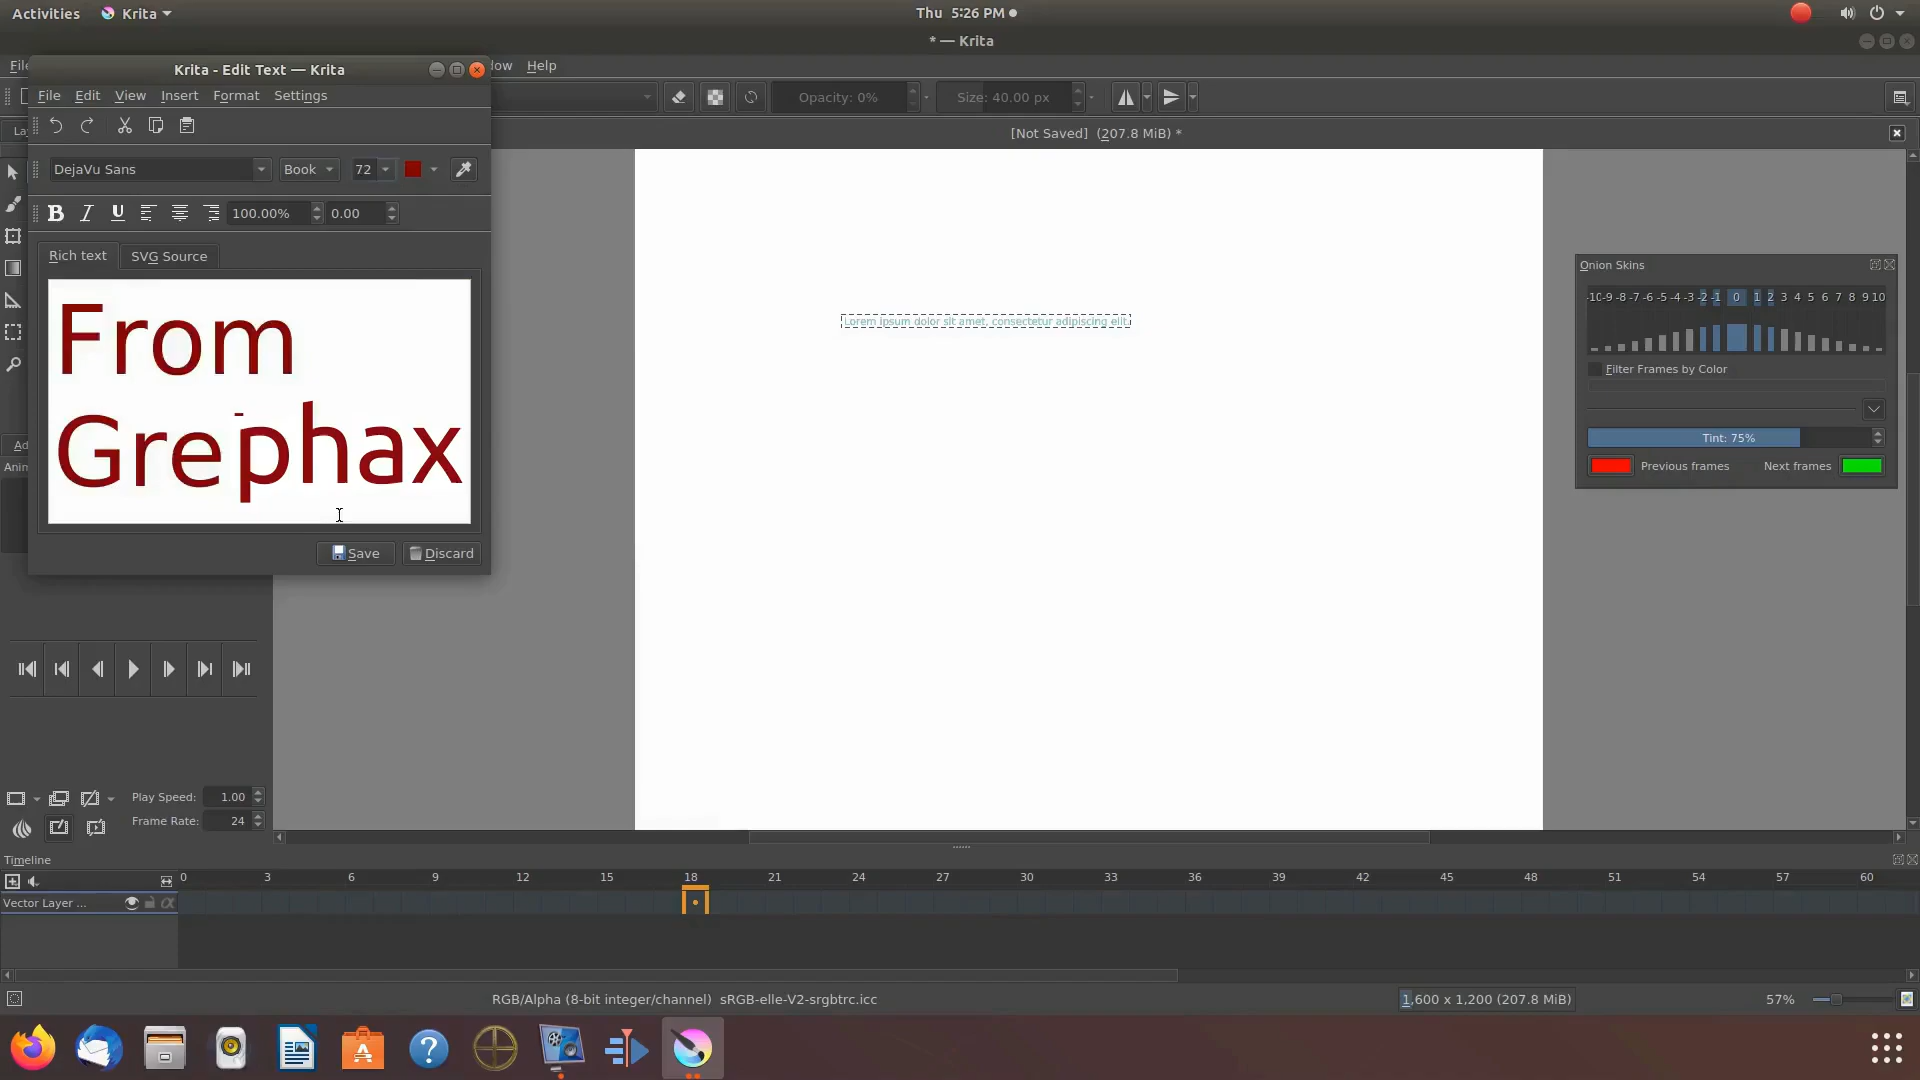 Activities Krita Thu 5:26 PM
* — Krita
Help
Krita - Edit Text — Krita
File Edit View Insert Format Settings
Opacity: 0% Size: 40.00 px
[Not Saved] (207.8 MiB) *
DejaVu Sans Book 72
B I U 100.00% 0.00
Rich text SVG Source
From
Grephax
Save Discard
Lorem ipsum dolor sit amet, consectetur adipiscing elit.
Onion Skins
-10 -9 -8 -7 -6 -5 -4 -3 -2 -1 0 1 2 3 4 5 6 7 8 9 10
Filter Frames by Color
Tint: 75%
Previous frames Next frames
Play Speed: 1.00
Frame Rate: 24
Timeline
0 3 6 9 12 15 18 21 24 27 30 33 36 39 42 45 48 51 54 57 60
Vector Layer ...
RGB/Alpha (8-bit integer/channel) sRGB-elle-V2-srgbtrc.icc 1,600 x 1,200 (207.8 MiB) 57%